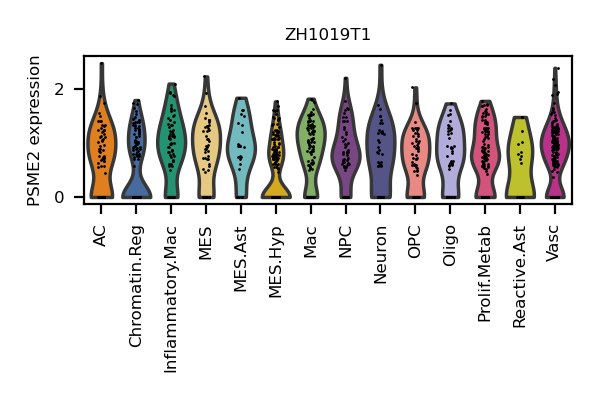 ZH1019T1
PSME2 expression
2
0
AC
Chromatin.Reg
Inflammatory.Mac
MES
MES.Ast
MES.Hyp
Mac
NPC
Neuron
OPC
Oligo
Prolif.Metab
Reactive.Ast
Vasc